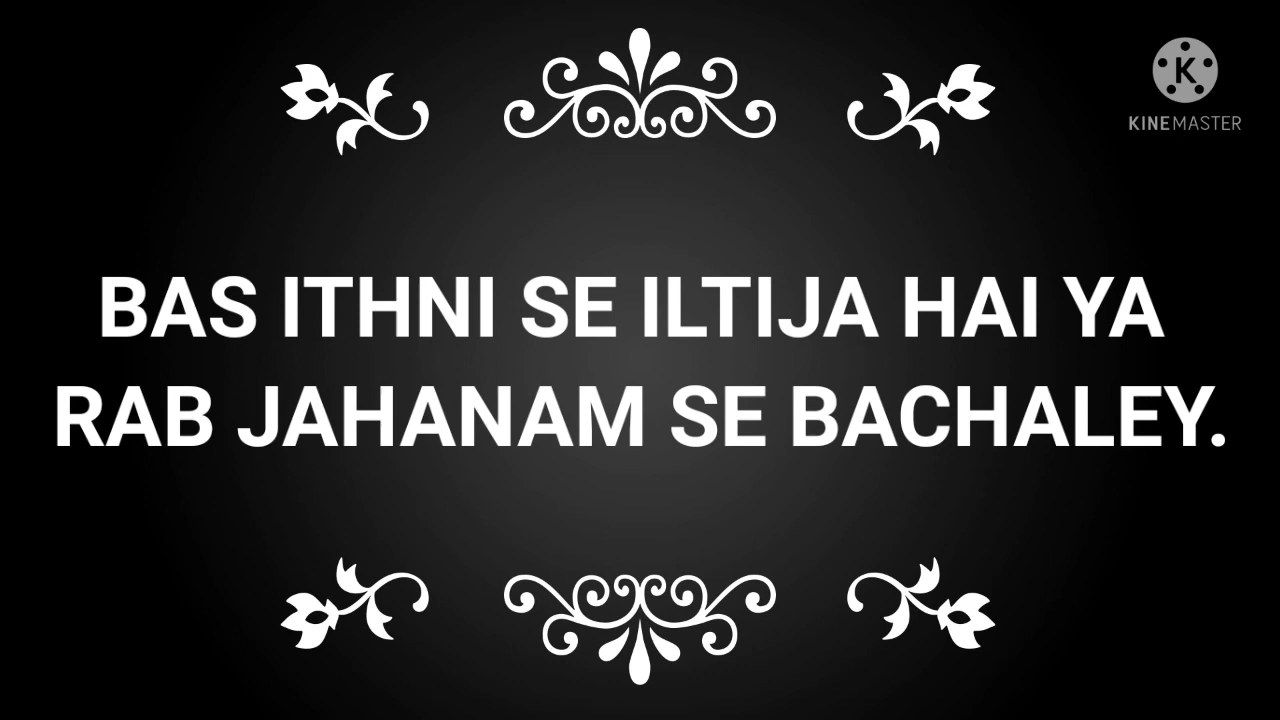 KINEMASTER
BAS ITHNI SE ILTIJA HAI YA
RAB JAHANAM SE BACHALEY.